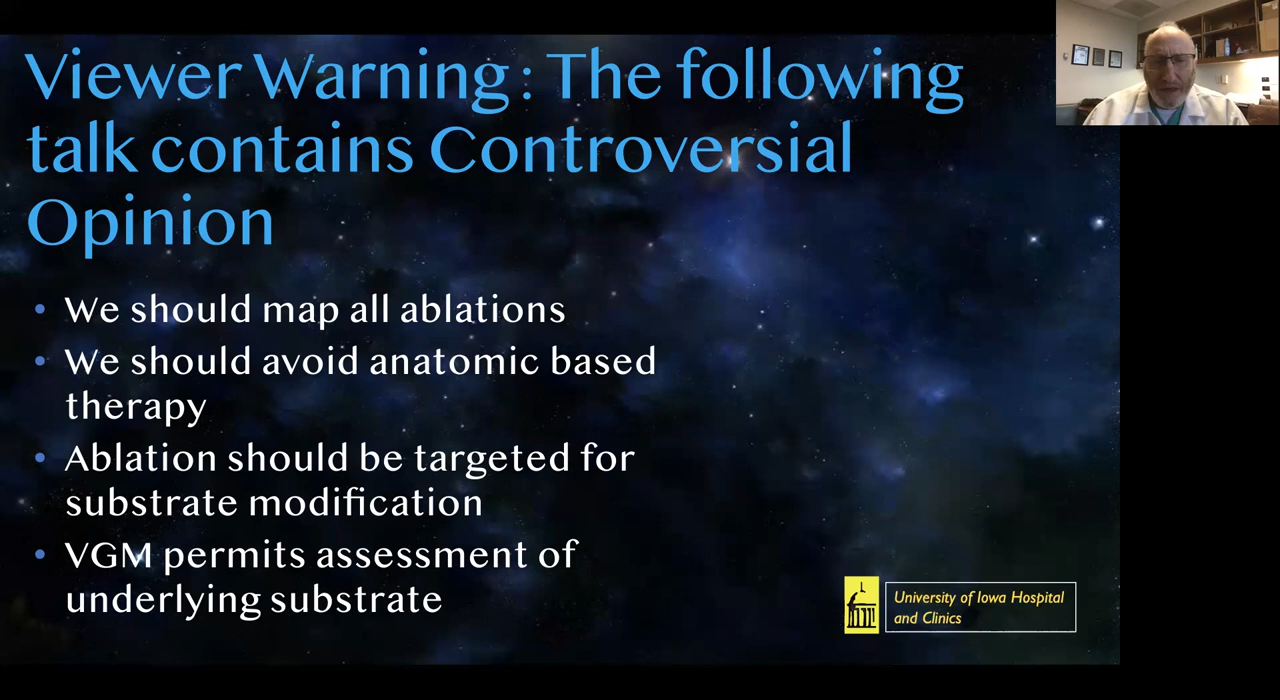 Viewer Warning: The following
talk contains Controversial
Opinion
• We should map all ablations
• We should avoid anatomic based
therapy
• Ablation should be targeted for
substrate modification
• VGM permits assessment of
underlying substrate
University of Iowa Hospital
and Clinics